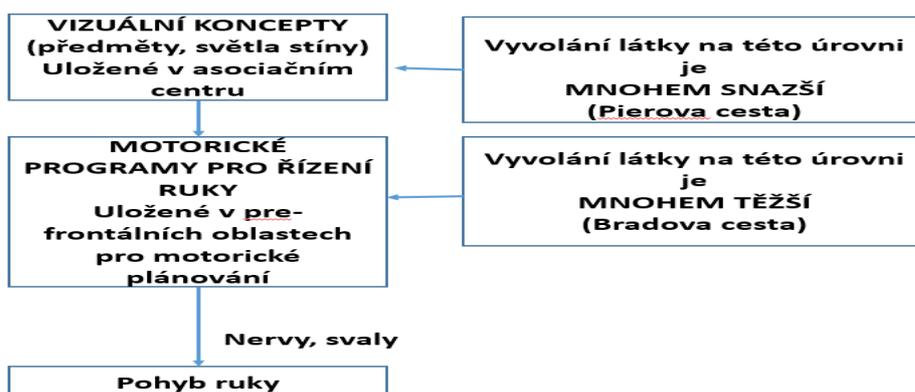 VIZUÁLNÍ KONCEPTY
(předměty, světla stíny)
Uložené v asociačním
centru
Vyvolání látky na této úrovni
je
MNOHEM SNAZŠÍ
(Pierova cesta)
MOTORICKÉ
PROGRAMY PRO ŘÍZENÍ
RUKY
Uložené v pre-
frontálních oblastech
pro motorické
plánování
Vyvolání látky na této úrovni
je
MNOHEM TĚŽŠÍ
(Bradova cesta)
Nervy, svaly
Pohyb ruky